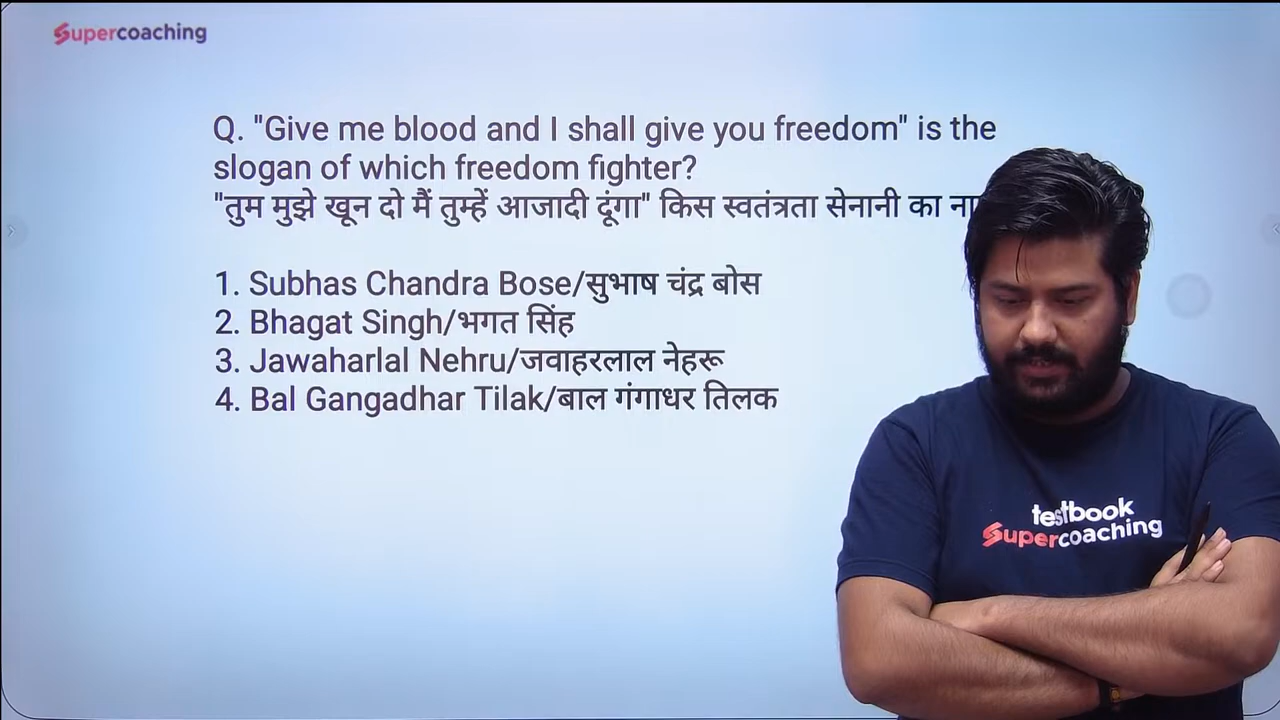 Supercoaching
Q. "Give me blood and I shall give you freedom" is the
slogan of which freedom fighter?
"तुम मुझे खून दो मैं तुम्हें आजादी दूंगा" किस स्वतंत्रता सेनानी का
1. Subhas Chandra Bose/सुभाष चंद्र बोस
2. Bhagat Singh/भगत सिंह
3. Jawaharlal Nehru/जवाहरलाल नेहरू
4. Bal Gangadhar Tilak/बाल गंगाधर तिलक
testbook
Supercoaching